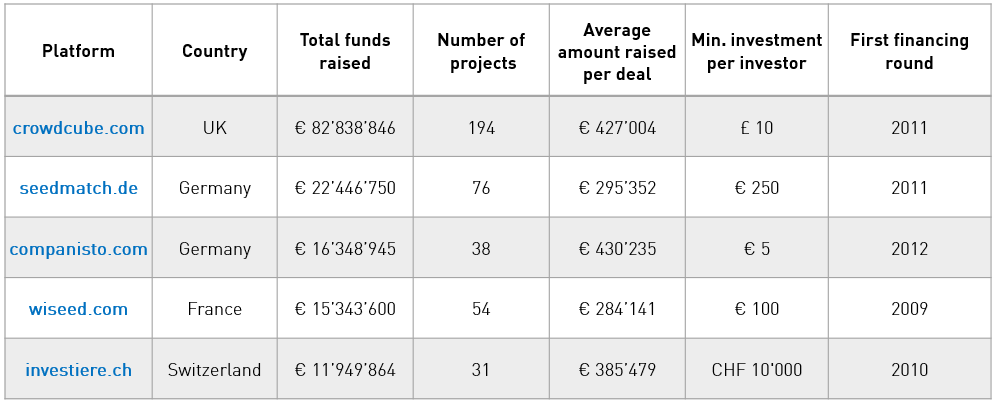 Platform Country Total funds raised Number of projects Average amount raised per deal Min. investment per investor First financing round
crowdcube.com UK € 82’838’846 194 € 427’004 £ 10 2011
seedmatch.de Germany € 22’446’750 76 € 295’352 € 250 2011
companisto.com Germany € 16’348’945 38 € 430’235 € 5 2012
wiseed.com France € 15’343’600 54 € 284’141 € 100 2009
investiere.ch Switzerland € 11’949’864 31 € 385’479 CHF 10'000 2010